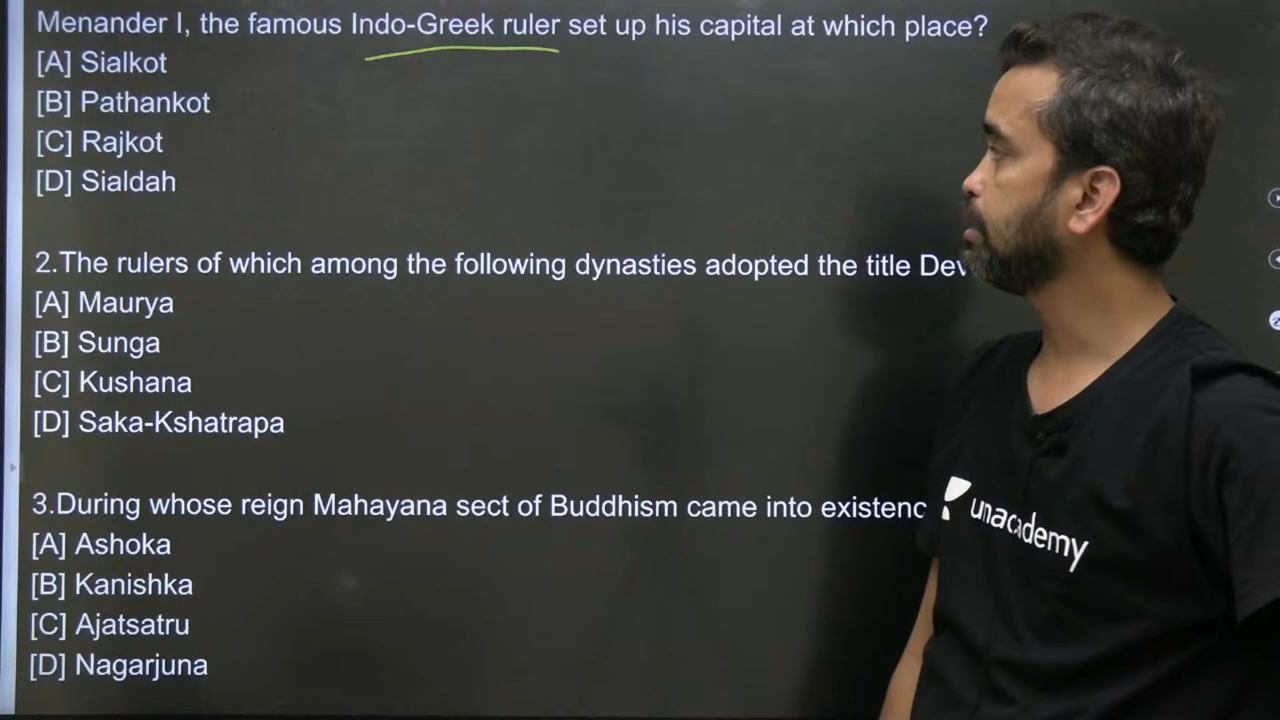 Menander I, the famous Indo-Greek ruler set up his capital at which place?
[A] Sialkot
[B] Pathankot
[C] Rajkot
[D] Sialdah
2.The rulers of which among the following dynasties adopted the title
[A] Maurya
[B] Sunga
[C] Kushana
[D] Saka-Kshatrapa
3.During whose reign Mahayana sect of Buddhism came into
[A] Ashoka
[B] Kanishka
[C] Ajatsatru
[D] Nagarjuna
unacademy